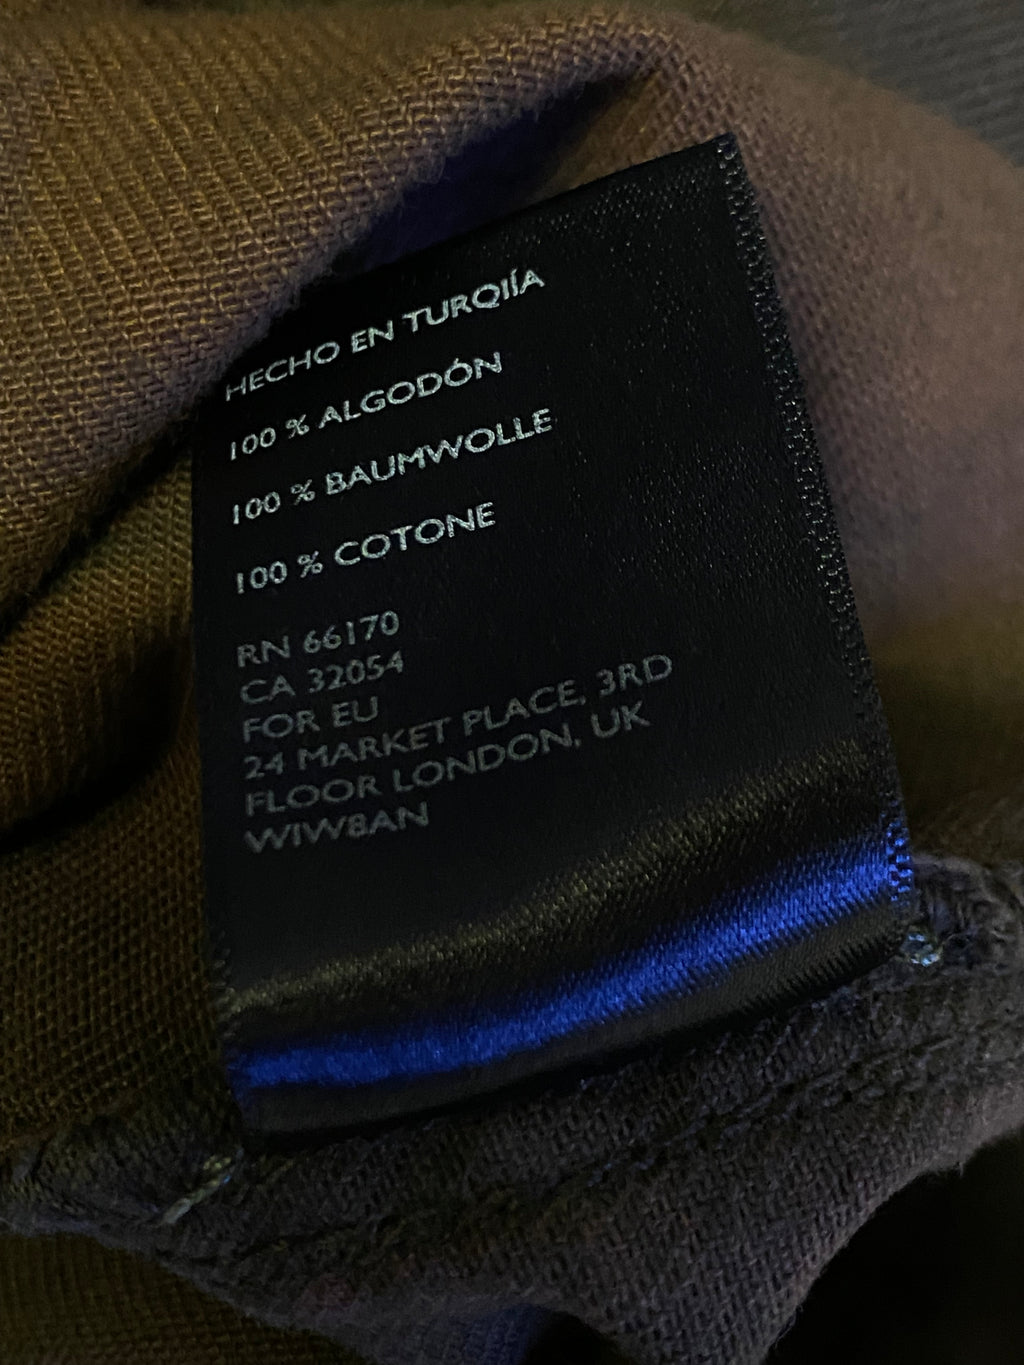 HECHO EN TURQIÍA
100 % ALGODÓN
100 % BAUMWOLLE
100 % COTONE
RN 66170
CA 32054
FOR EU
24 MARKET PLACE, 3RD
FLOOR LONDON, UK
WIW8AN